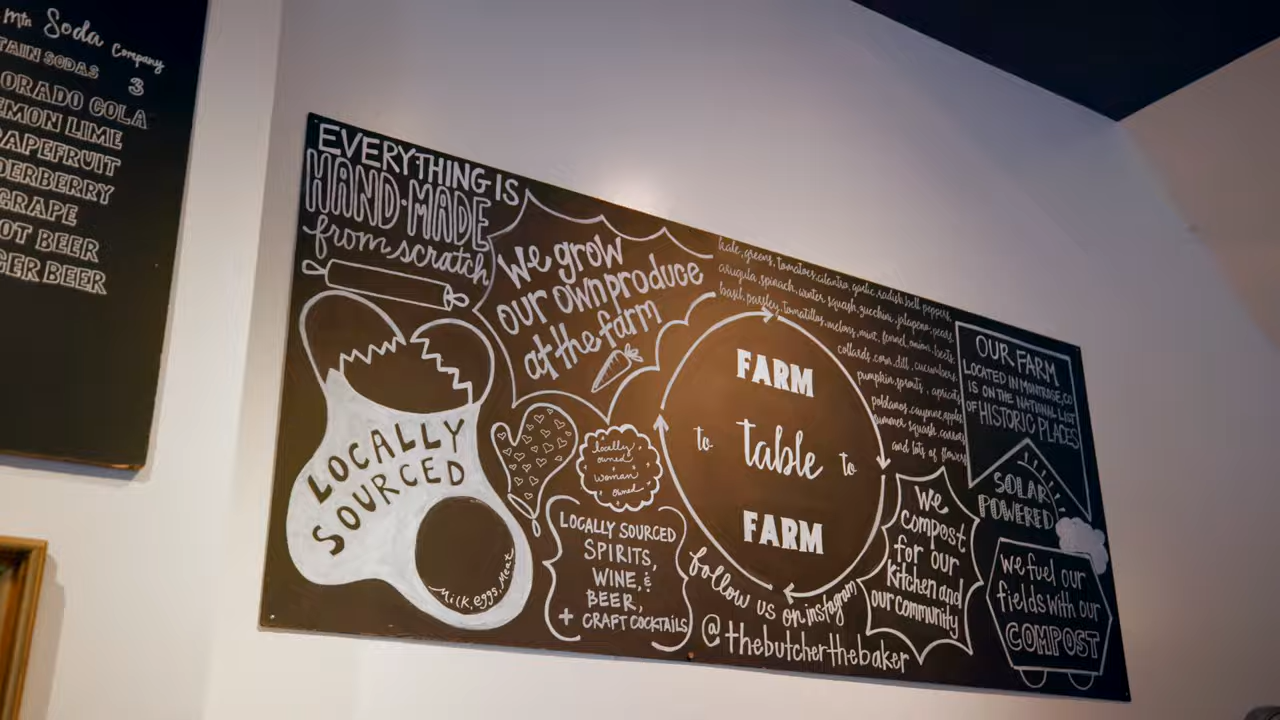 Mtn Soda Company
TAIN SODAS 3
ORADO COLA
EMON LIME
RAPEFRUIT
DERBERRY
GRAPE
OT BEER
GER BEER
EVERYTHING IS
HAND-MADE
from scratch
We grow
our own produce
at the farm
kale, greens, tomatoes, cilantro, garlic, radish, bell peppers,
arugula, spinach, winter squash, zucchini, jalapeno, peas,
basil, parsley, tomatillos, melons, mint, fennel, onion, beets,
collards, corn, dill, cucumbers,
pumpkin, sprouts, apricots,
poblanos, cayenne, apples,
summer squash, carrots
and lots of flowers
OUR FARM
LOCATED IN MONTROSE, CO
IS ON THE NATIONAL LIST
OF HISTORIC PLACES
SOLAR
POWERED
we fuel our
fields with our
COMPOST
LOCALLY
SOURCED
Milk, eggs, Meat
locally
owned
woman
owned
LOCALLY SOURCED
SPIRITS,
WINE, &
BEER,
+ CRAFT COCKTAILS
FARM
to table to
FARM
We
compost
for our
kitchen and
our community
follow us on instagram
@thebutcherthebaker